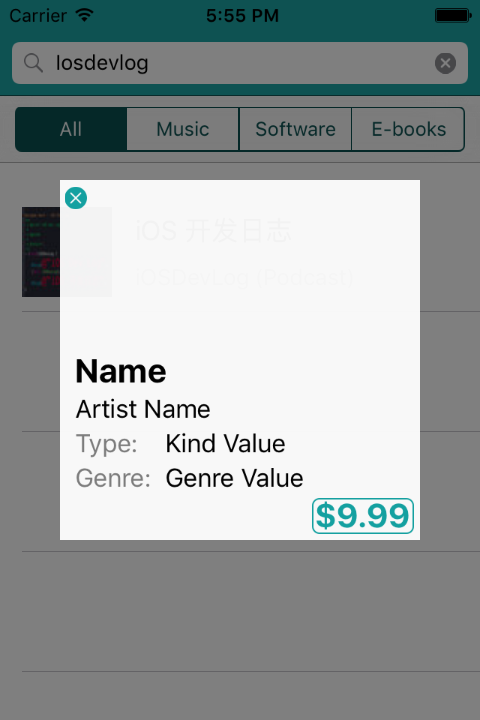 Carrier 5:55 PM
Iosdevlog
All Music Software E-books
iOS 开发日志
iOSDevLog (Podcast)
Name
Artist Name
Type: Kind Value
Genre: Genre Value
$9.99